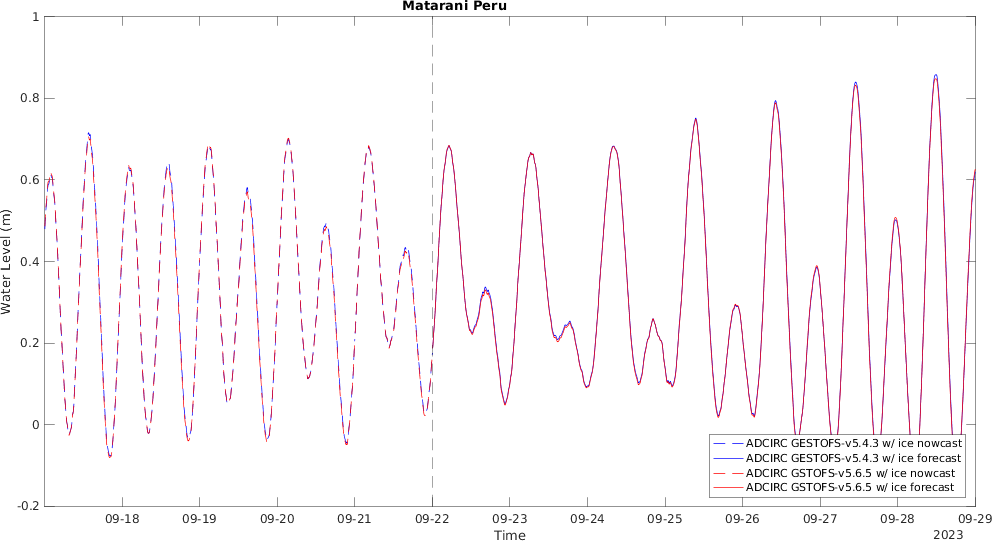 Matarani Peru
1
0.8
0.6
0.4
0.2
0
-0.2
Water Level (m)
ADCIRC GESTOFS-v5.4.3 w/ ice nowcast
ADCIRC GESTOFS-v5.4.3 w/ ice forecast
ADCIRC GSTOFS-v5.6.5 w/ ice nowcast
ADCIRC GSTOFS-v5.6.5 w/ ice forecast
09-18 09-19 09-20 09-21 09-22 09-23 09-24 09-25 09-26 09-27 09-28 09-29
Time
2023